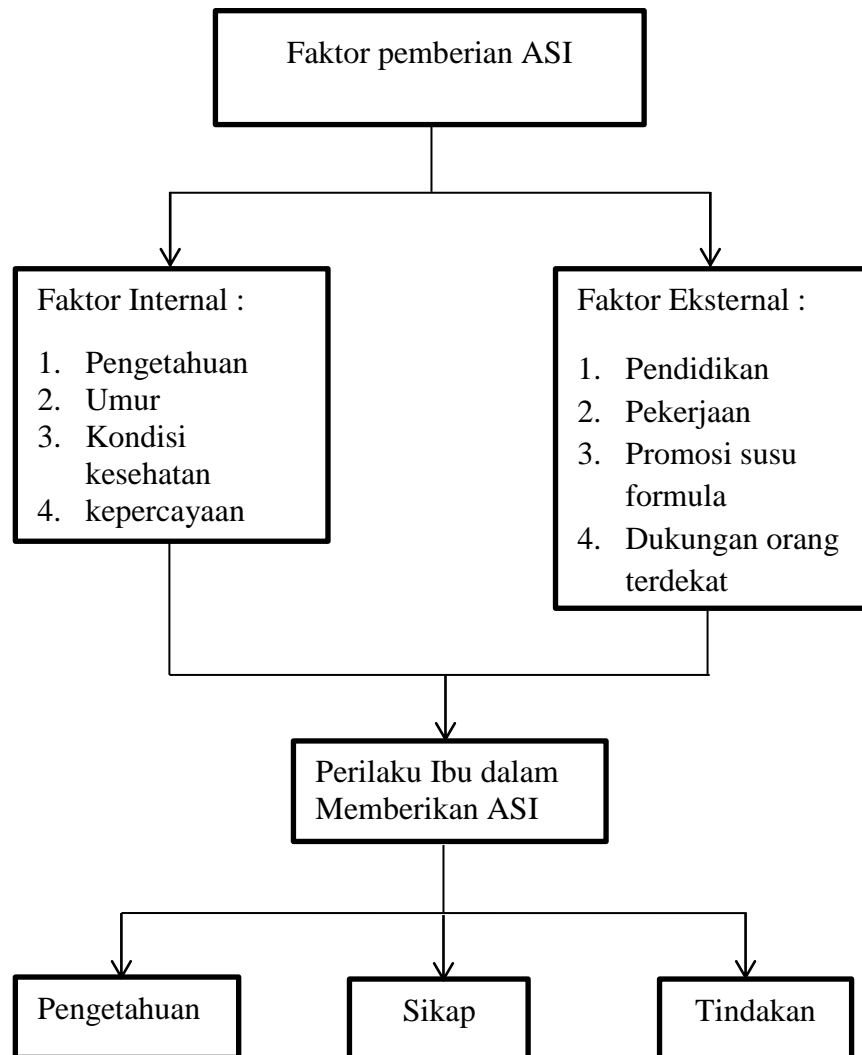 Faktor pemberian ASI
Faktor Internal :
1. Pengetahuan
2. Umur
3. Kondisi
kesehatan
4. kepercayaan
Faktor Eksternal :
1. Pendidikan
2. Pekerjaan
3. Promosi susu
formula
4. Dukungan orang
terdekat
Perilaku Ibu dalam
Memberikan ASI
Pengetahuan
Sikap
Tindakan